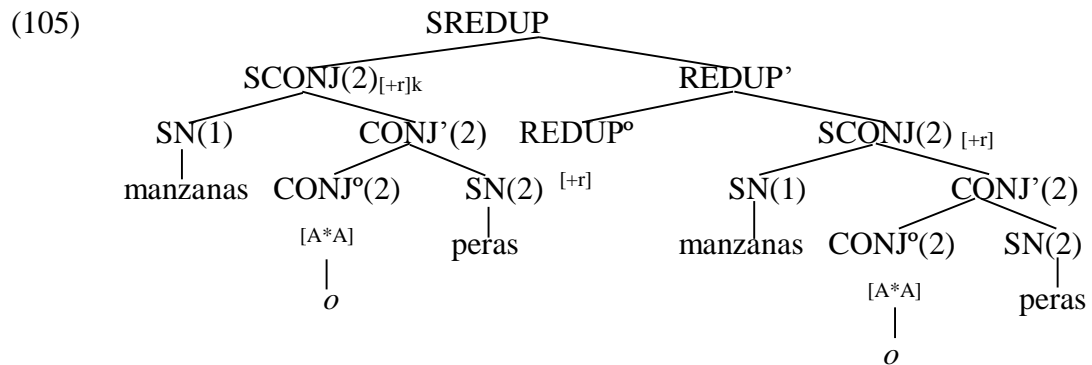 (105) SREDUP
SCONJ(2)[+r]k REDUP’
SN(1) CONJ’(2) REDUPº SCONJ(2) [+r]
manzanas CONJº(2) SN(2) [+r] SN(1) CONJ’(2)
[A*A] peras manzanas CONJº(2) SN(2)
o [A*A] peras
o